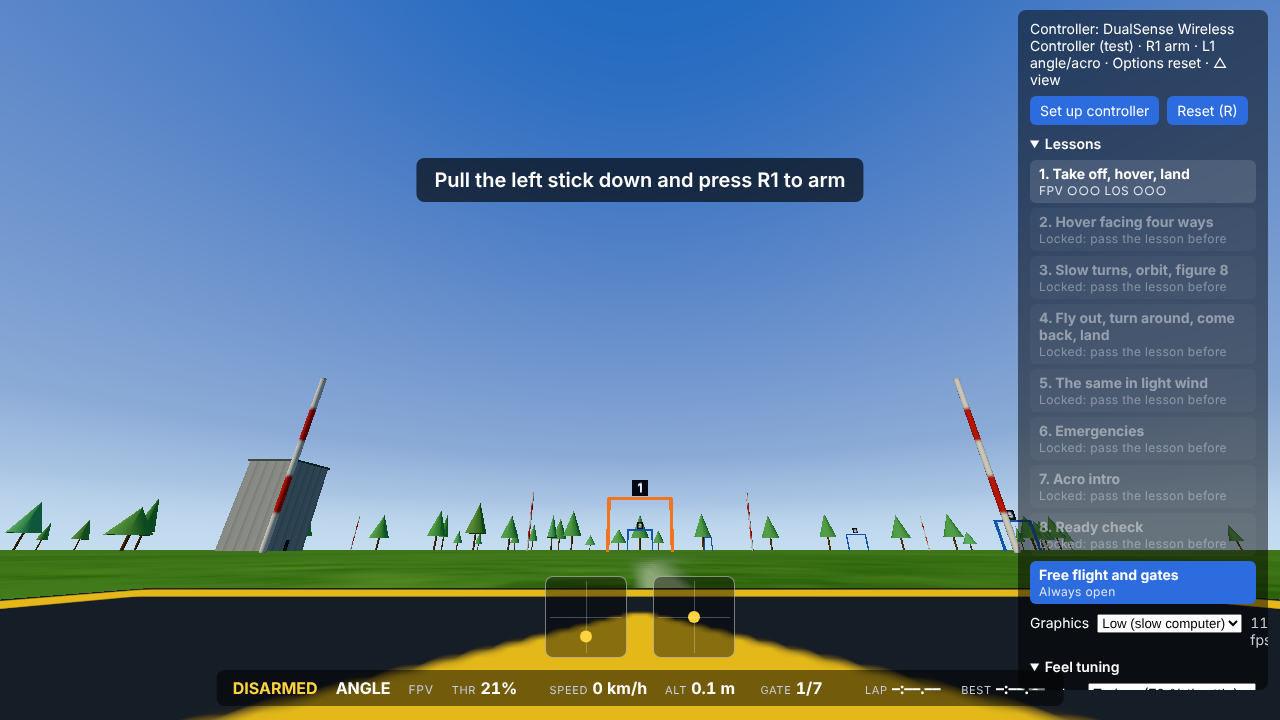 Controller: DualSense Wireless
Controller (test) · R1 arm · L1
angle/acro · Options reset · △
view
Set up controller Reset (R)
▼ Lessons
1. Take off, hover, land
FPV ○○○ LOS ○○○
2. Hover facing four ways
Locked: pass the lesson before
3. Slow turns, orbit, figure 8
Locked: pass the lesson before
4. Fly out, turn around, come
back, land
Locked: pass the lesson before
5. The same in light wind
Locked: pass the lesson before
6. Emergencies
Locked: pass the lesson before
7. Acro intro
Locked: pass the lesson before
8. Ready check
Locked: pass the lesson before
Free flight and gates
Always open
Graphics Low (slow computer) 11
fps
▼ Feel tuning
Pull the left stick down and press R1 to arm
1
DISARMED ANGLE FPV THR 21% SPEED 0 km/h ALT 0.1 m GATE 1/7 LAP –:––.–– BEST –:––.––